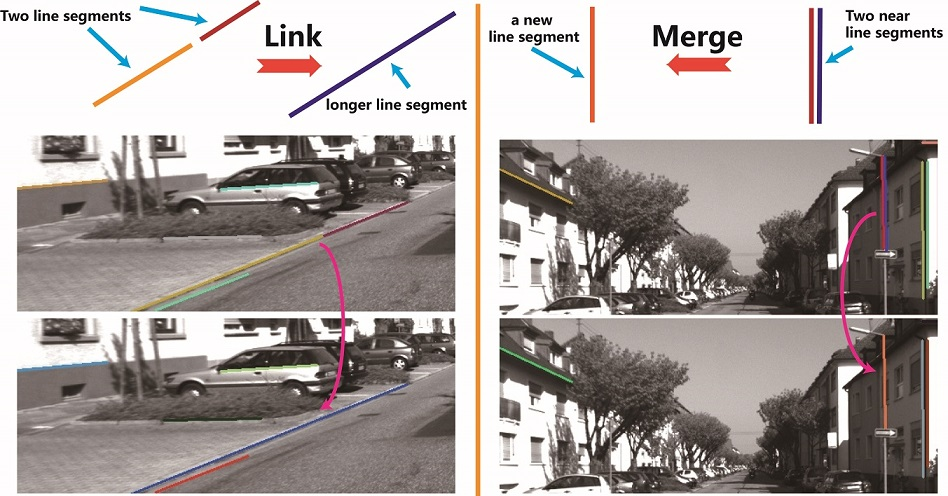 Two line segments
Link
longer line segment
a new
line segment
Merge
Two near
line segments